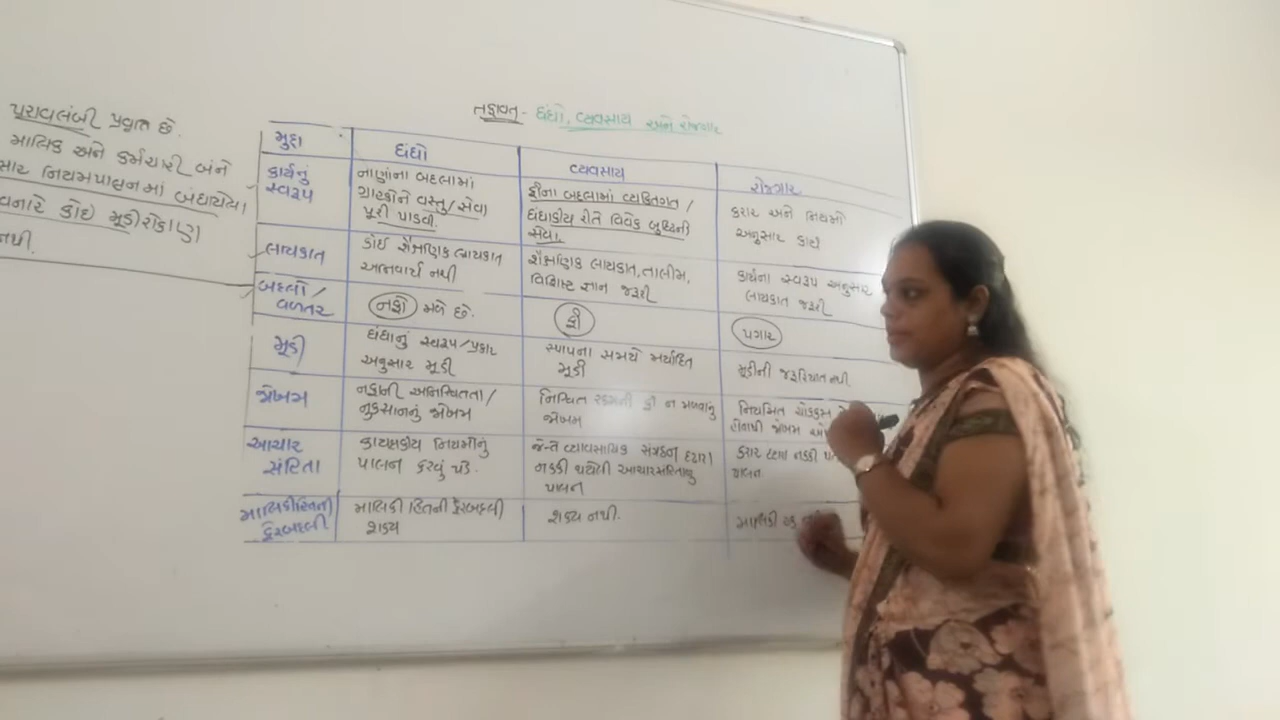 પૂરાવલંબી પ્રવૃત્તિ છે.
માલિક અને કર્મચારી બંને
સાર નિયમપાલનમાં બંધાયેલા
વનારે કોઇ મૂડીરોકાણ
નથી.
તફાવત - ધંધો, વ્યવસાય અને રોજગાર
મુદ્દા
ધંધો
વ્યવસાય
રોજગાર
કાર્યનું
સ્વરૂપ
નાણાંના બદલામાં
ગ્રાહકોને વસ્તુ/સેવા
પૂરી પાડવી.
ફીના બદલામાં વ્યક્તિગત/
ધંધાકીય રીતે વિવેક બુધ્ધિની
સેવા.
કરાર અને નિયમો
અનુસાર કાર્ય
લાયકાત
કોઈ શૈક્ષણિક લાયકાત
અનિવાર્ય નથી
શૈક્ષણિક લાયકાત, તાલીમ,
વિશિષ્ટ જ્ઞાન જરૂરી
કાર્યના સ્વરૂપ અનુસાર
લાયકાત જરૂરી
બદલો/
વળતર
નફો મળે છે.
ફી
પગાર
મૂડી
ધંધાનું સ્વરૂપ/પ્રકાર
અનુસાર મૂડી
સ્થાપના સમયે મર્યાદિત
મૂડી
મૂડીની જરૂરિયાત નથી
જોખમ
નફાની અનિશ્ચિતતા/
નુકસાનનું જોખમ
નિશ્ચિત રકમની ફી ન મળવાનું
જોખમ
નિયમિત ચોક્કસ
હોવાથી જોખમ
આચાર
સંહિતા
કાયદાકીય નિયમોનું
પાલન કરવું પડે.
જે-તે વ્યાવસાયિક સંગઠન દ્વારા
નક્કી થયેલી આચારસંહિતાનું
પાલન
કરાર દ્વારા નક્કી
પાલન
માલિકીહિતની
ફેરબદલી
માલિકી હિતની ફેરબદલી
શક્ય
શક્ય નથી.
માલિકી હક